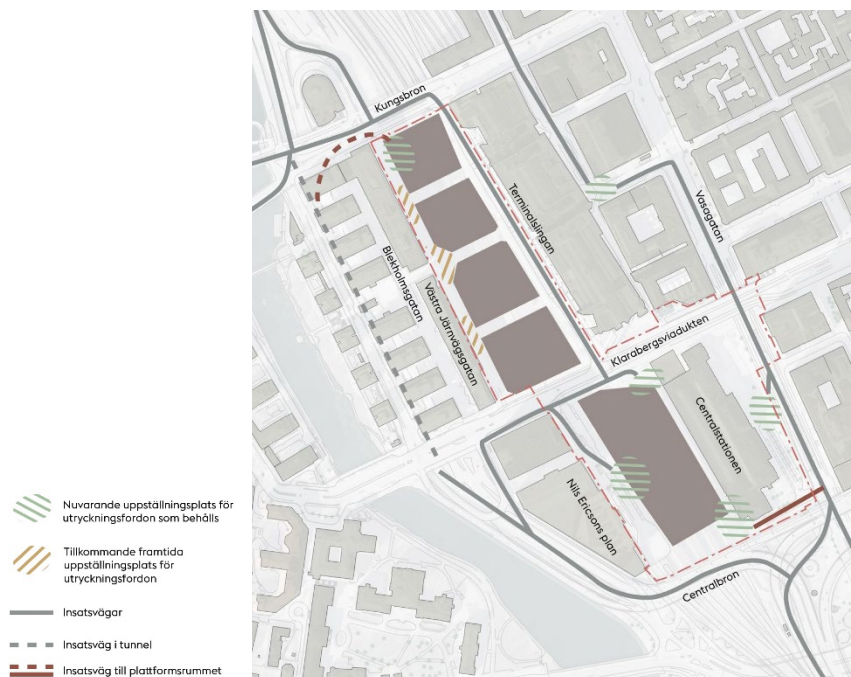 Kungsbron
Terminalslingan
Vasagatan
Blekholmsgatan
Västra Järnvägsgatan
Klarabergsviadukten
Centralstationen
Nils Ericsons plan
Centralbron
Nuvarande uppställningsplats för
utryckningsfordon som behålls
Tillkommande framtida
uppställningsplats för
utryckningsfordon
Insatsvägar
Insatsväg i tunnel
Insatsväg till plattformsrummet